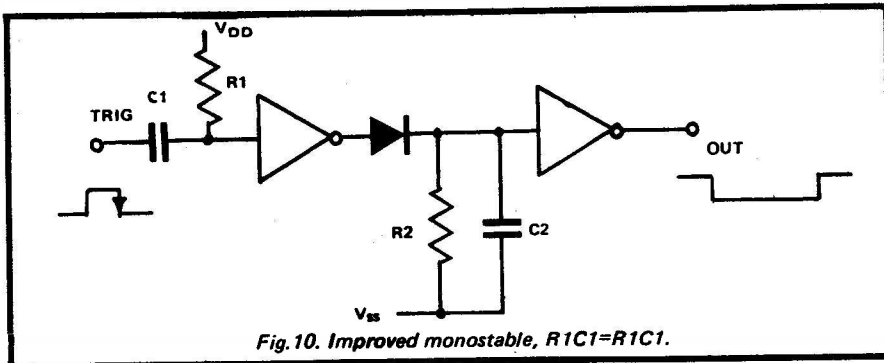 VDD
R1
C1
TRIG
OUT
R2
C2
Vss
Fig. 10. Improved monostable, R1C1=R1C1.